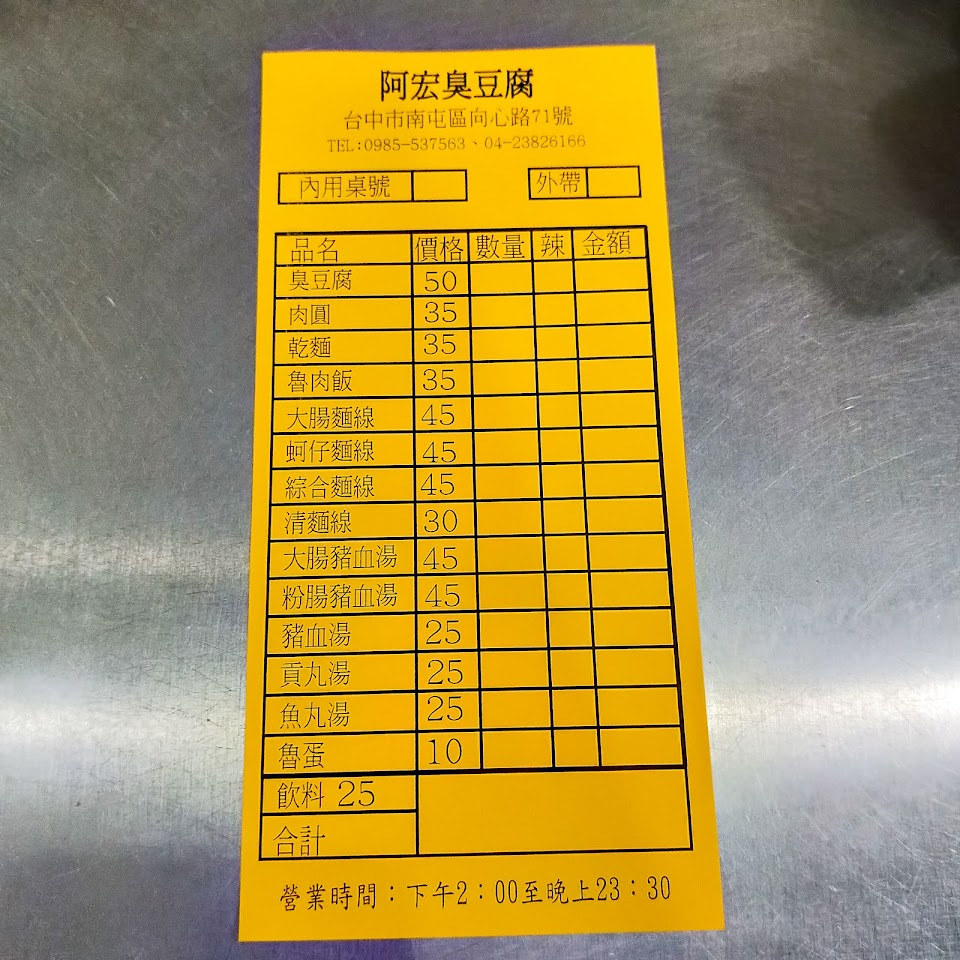 阿宏臭豆腐
台中市南屯區向心路71號
TEL:0985-537563、04-23826166
內用桌號 外帶
品名 價格 數量 辣 金額
臭豆腐 50
肉圓 35
乾麵 35
魯肉飯 35
大腸麵線 45
蚵仔麵線 45
綜合麵線 45
清麵線 30
大腸豬血湯 45
粉腸豬血湯 45
豬血湯 25
貢丸湯 25
魚丸湯 25
魯蛋 10
飲料 25
合計
營業時間：下午2：00至晚上23：30